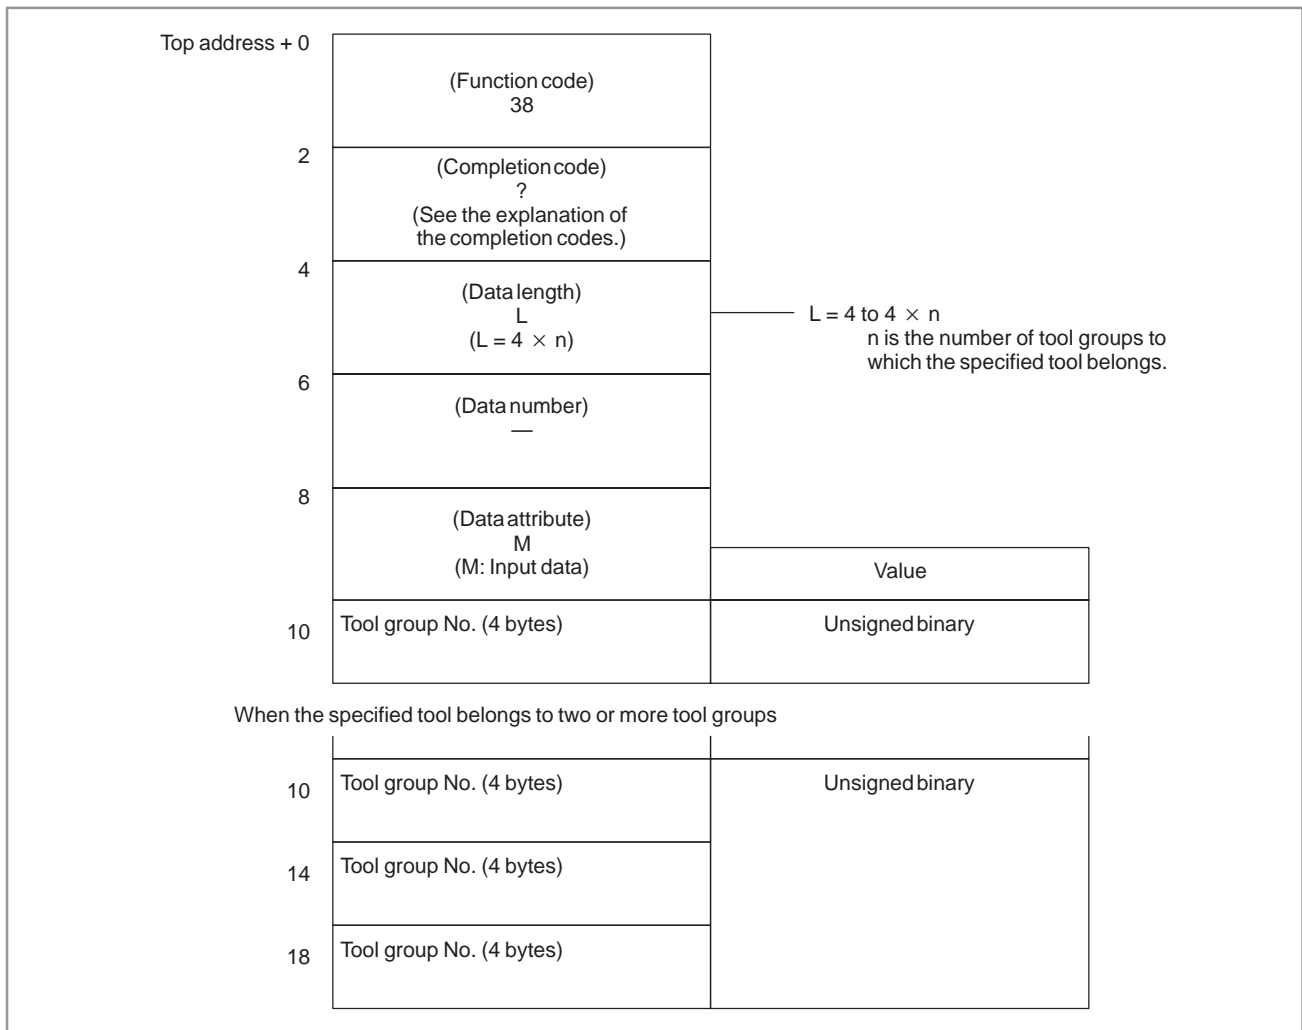 Top address + 0
(Function code)
38
2
(Completion code)
?
(See the explanation of
the completion codes.)
4
(Data length)
L
(L = 4 × n)
L = 4 to 4 × n
n is the number of tool groups to
which the specified tool belongs.
6
(Data number)
—
8
(Data attribute)
M
(M: Input data)
Value
10
Tool group No. (4 bytes)
Unsigned binary
When the specified tool belongs to two or more tool groups
10
Tool group No. (4 bytes)
Unsigned binary
14
Tool group No. (4 bytes)
18
Tool group No. (4 bytes)